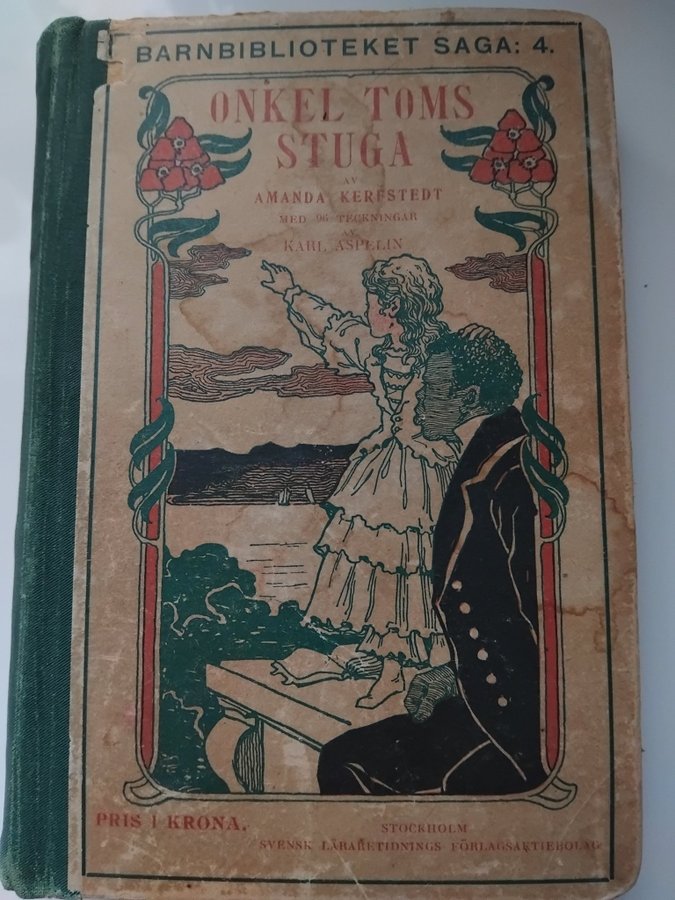 BARNBIBLIOTEKET SAGA: 4.
ONKEL TOMS
STUGA
AV
AMANDA KERFSTEDT
MED 96 TECKNINGAR
AV
KARL ASPELIN
PRIS 1 KRONA.
STOCKHOLM
SVENSK LÄRARETIDNINGS FÖRLAGSAKTIEBOLAG